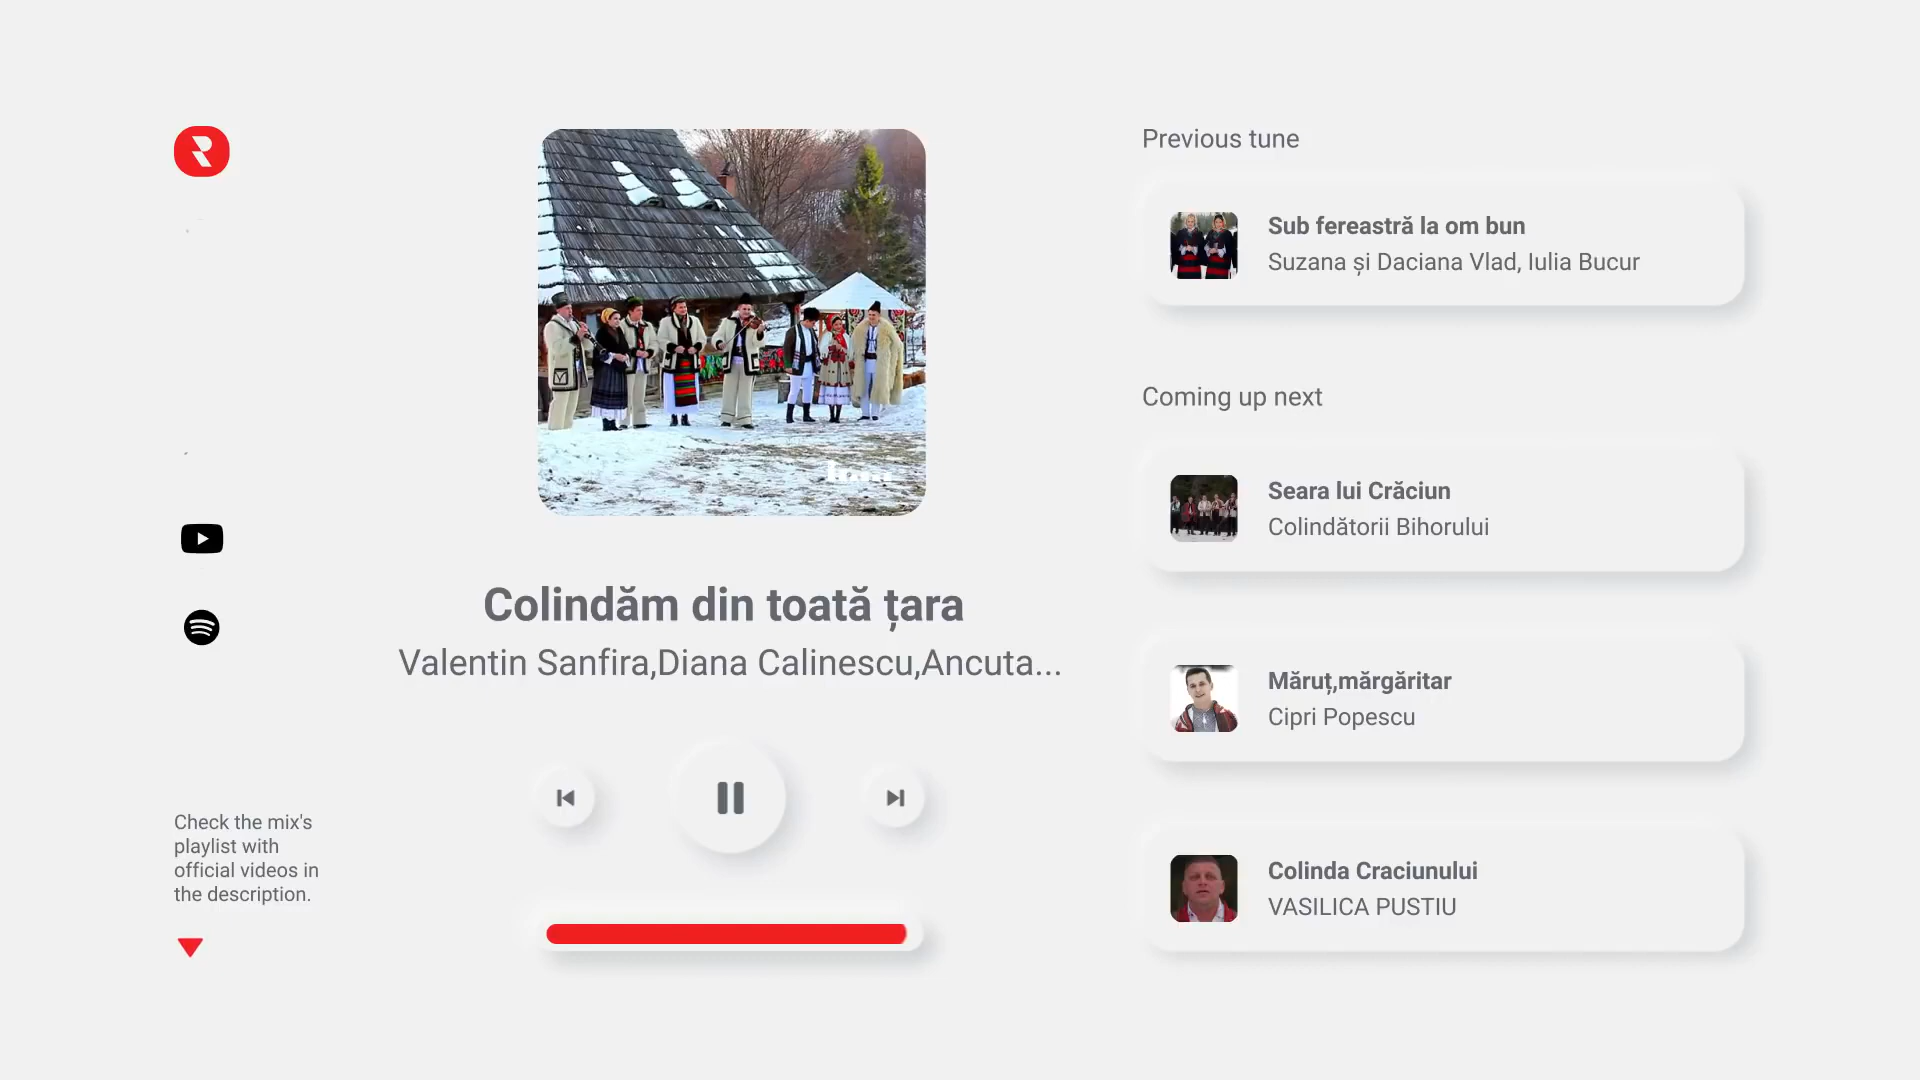 Check the mix's
playlist with
official videos in
the description.
Colindăm din toată țara
Valentin Sanfira,Diana Calinescu,Ancuta...
Previous tune
Sub fereastră la om bun
Suzana și Daciana Vlad, Iulia Bucur
Coming up next
Seara lui Crăciun
Colindătorii Bihorului
Măruț,mărgăritar
Cipri Popescu
Colinda Craciunului
VASILICA PUSTIU